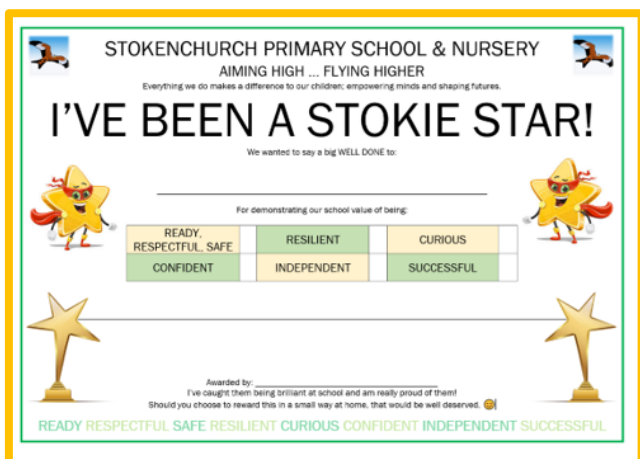 STOKENCHURCH PRIMARY SCHOOL & NURSERY
AIMING HIGH ... FLYING HIGHER
Everything we do makes a difference to our children; empowering minds and shaping futures.
I'VE BEEN A STOKIE STAR!
We wanted to say a big WELL DONE to:
For demonstrating our school value of being:
READY,
RESPECTFUL, SAFE
RESILIENT
CURIOUS
CONFIDENT
INDEPENDENT
SUCCESSFUL
Awarded by:
I've caught them being brilliant at school and am really proud of them!
Should you choose to reward this in a small way at home, that would be well deserved. 😊
READY RESPECTFUL SAFE RESILIENT CURIOUS CONFIDENT INDEPENDENT SUCCESSFUL